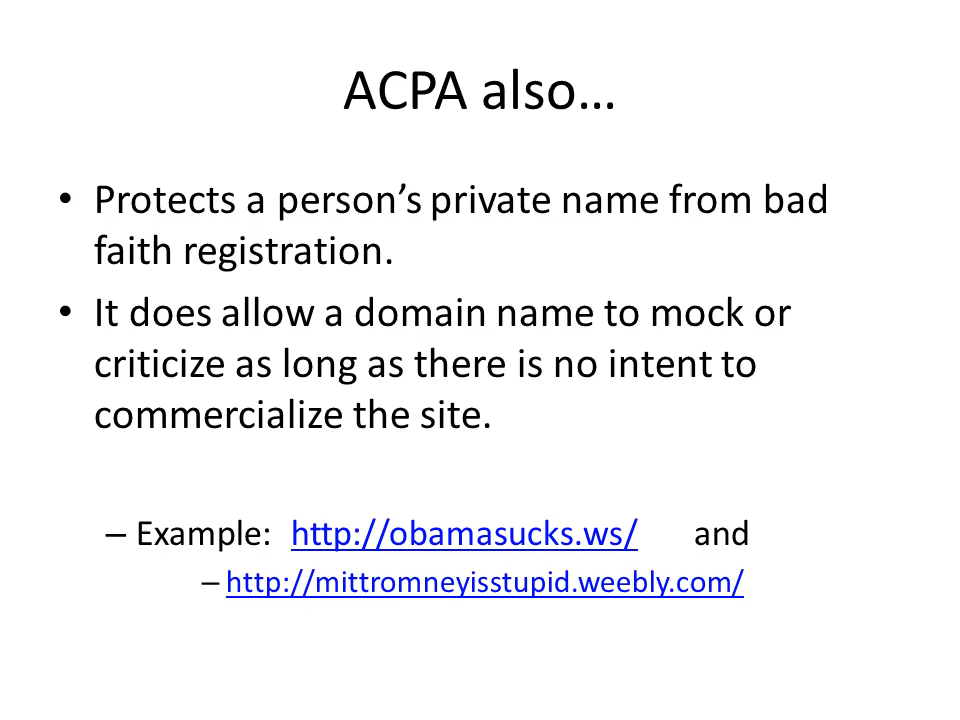 ACPA also…
• Protects a person’s private name from bad
faith registration.
• It does allow a domain name to mock or
criticize as long as there is no intent to
commercialize the site.
– Example: http://obamasucks.ws/ and
– http://mittromneyisstupid.weebly.com/